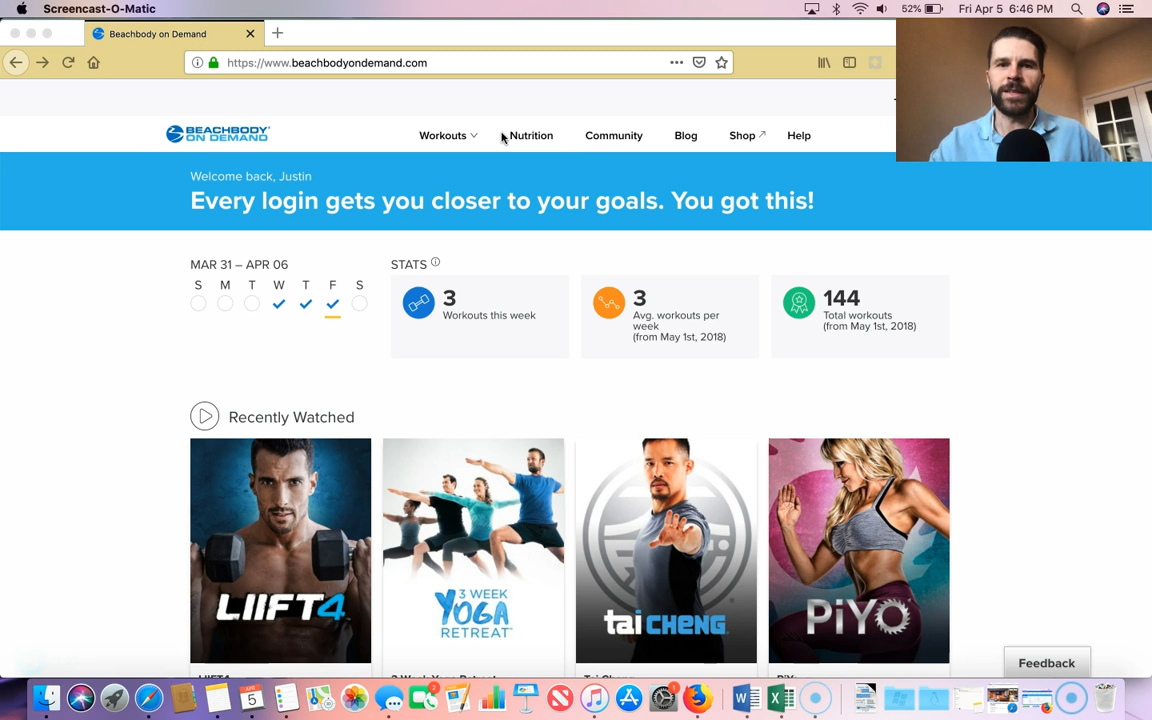 Screencast-O-Matic
52%
Fri Apr 5 6:46 PM
Beachbody on Demand
https://www.beachbodyondemand.com
BEACHBODY
ON DEMAND
Workouts
Nutrition
Community
Blog
Shop
Help
Welcome back, Justin
Every login gets you closer to your goals. You got this!
MAR 31 – APR 06
S M T W T F S
STATS
3
Workouts this week
3
Avg. workouts per
week
(from May 1st, 2018)
144
Total workouts
(from May 1st, 2018)
Recently Watched
LIIFT4
3 WEEK
YOGA
RETREAT
tai CHENG
PiYo
Feedback
APR
5